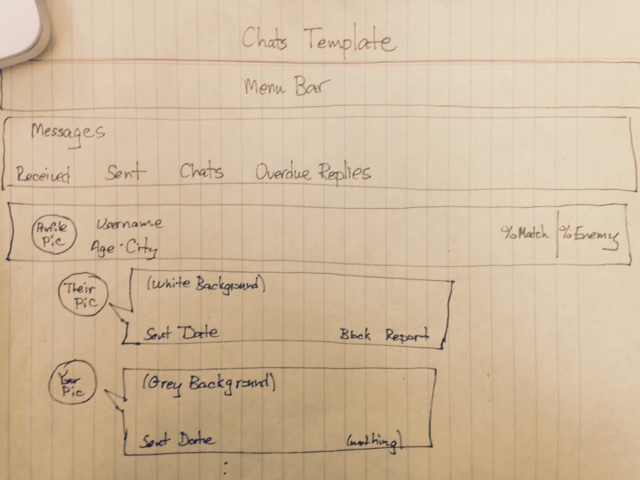 Chats Template
Menu Bar
Messages
Received Sent Chats Overdue Replies
Profile Pic
Username
Age · City
% Match % Enemy
Their Pic
(White Background)
Sent Date Block Report
Your Pic
(Grey Background)
Sent Date (nothing)
: